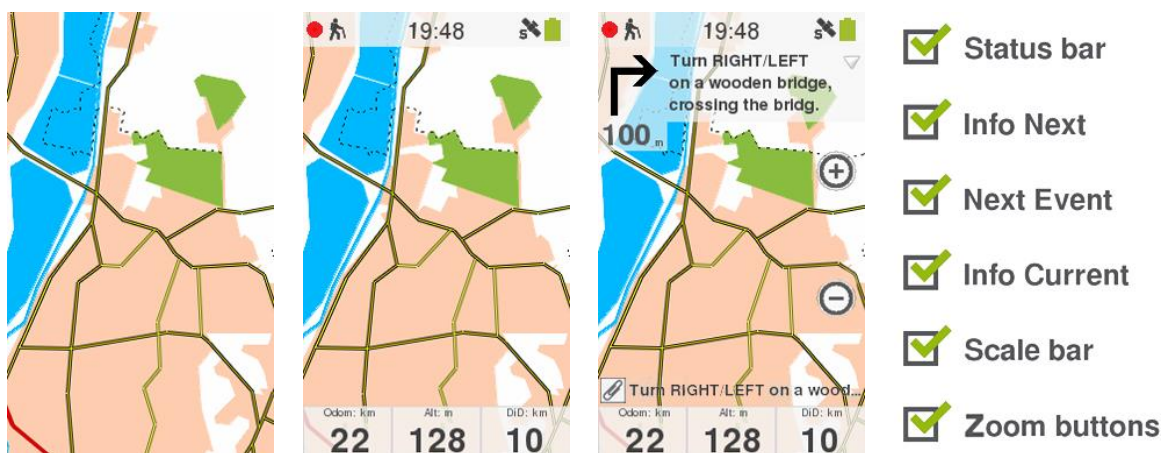 19:48
S
Odom: km
Alt: m
DiD: km
22
128
10
19:48
S
Turn RIGHT/LEFT
on a wooden bridge,
crossing the bridg.
100 m
Turn RIGHT/LEFT on a wood...
Odom: km
Alt: m
DiD: km
22
128
10
Status bar
Info Next
Next Event
Info Current
Scale bar
Zoom buttons